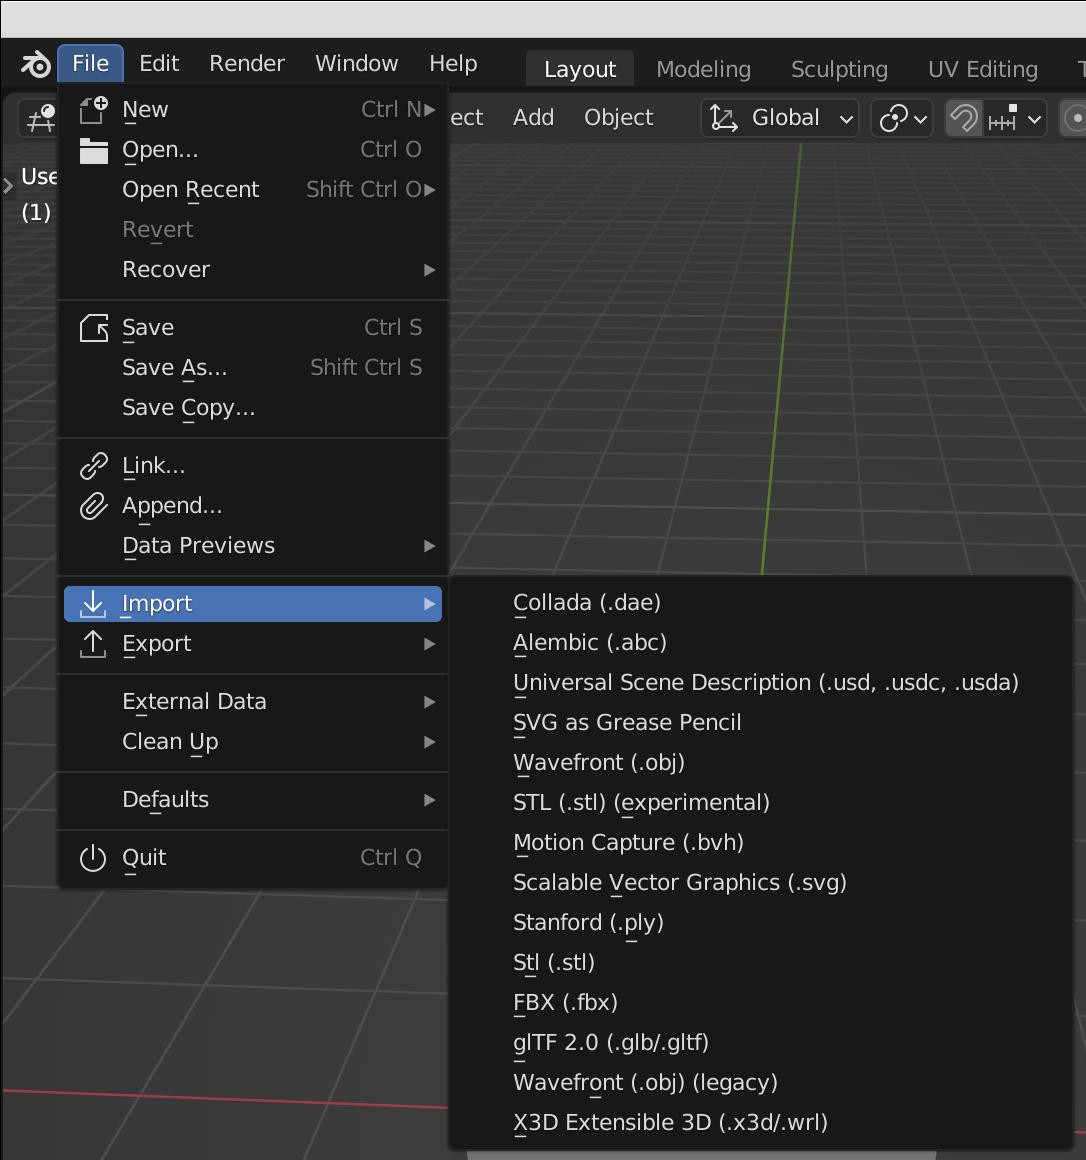 File Edit Render Window Help Layout Modeling Sculpting UV Editing
ect Add Object Global
Use
(1)
New Ctrl N
Open... Ctrl O
Open Recent Shift Ctrl O
Revert
Recover
Save Ctrl S
Save As... Shift Ctrl S
Save Copy...
Link...
Append...
Data Previews
Import
Export
External Data
Clean Up
Defaults
Quit Ctrl Q
Collada (.dae)
Alembic (.abc)
Universal Scene Description (.usd, .usdc, .usda)
SVG as Grease Pencil
Wavefront (.obj)
STL (.stl) (experimental)
Motion Capture (.bvh)
Scalable Vector Graphics (.svg)
Stanford (.ply)
Stl (.stl)
FBX (.fbx)
glTF 2.0 (.glb/.gltf)
Wavefront (.obj) (legacy)
X3D Extensible 3D (.x3d/.wrl)